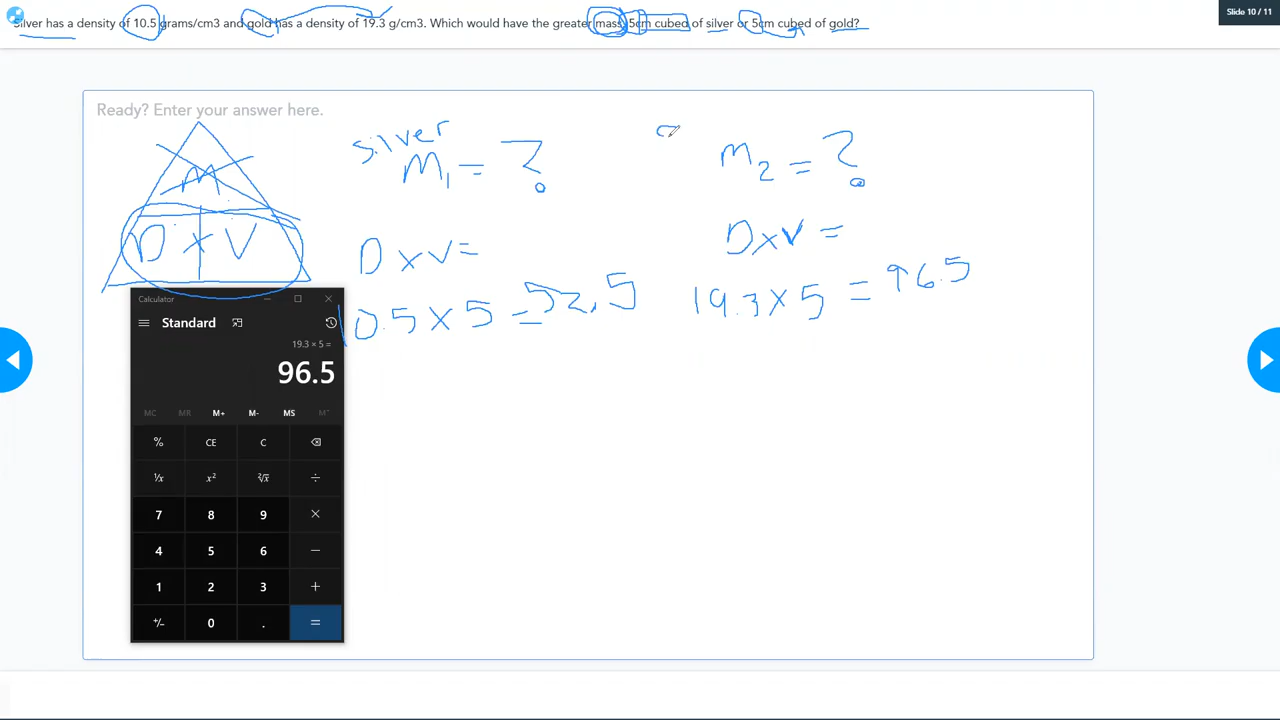 Slide 10 / 11
Silver has a density of 10.5 grams/cm3 and gold has a density of 19.3 g/cm3. Which would have the greater mass, 5cm cubed of silver or 5cm cubed of gold?
Ready? Enter your answer here.
M
D x V
silver
M1 = ?
D x V =
10.5 x 5 = 52.5
m2 = ?
D x V =
19.3 x 5 = 96.5
Calculator
Standard
19.3 × 5 =
96.5
MC MR M+ M- MS M˅
% CE C ⌫
¹/x x² ²√x ÷
7 8 9 ×
4 5 6 −
1 2 3 +
+/− 0 . =